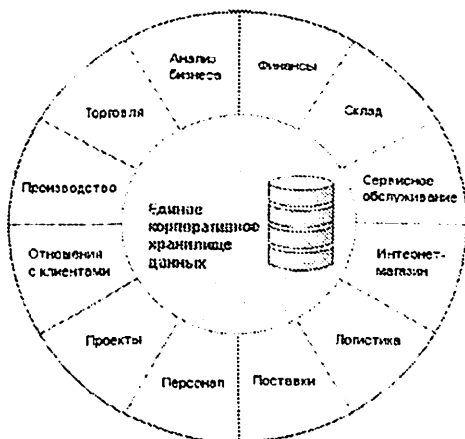 Анализ
бизнеса
Финансы
Торговля
Склад
Производство
Сервисное
обслуживание
Единое
корпоративное
хранилище
данных
Отношения
с клиентами
Интернет-
магазин
Проекты
Логистика
Персонал
Поставки